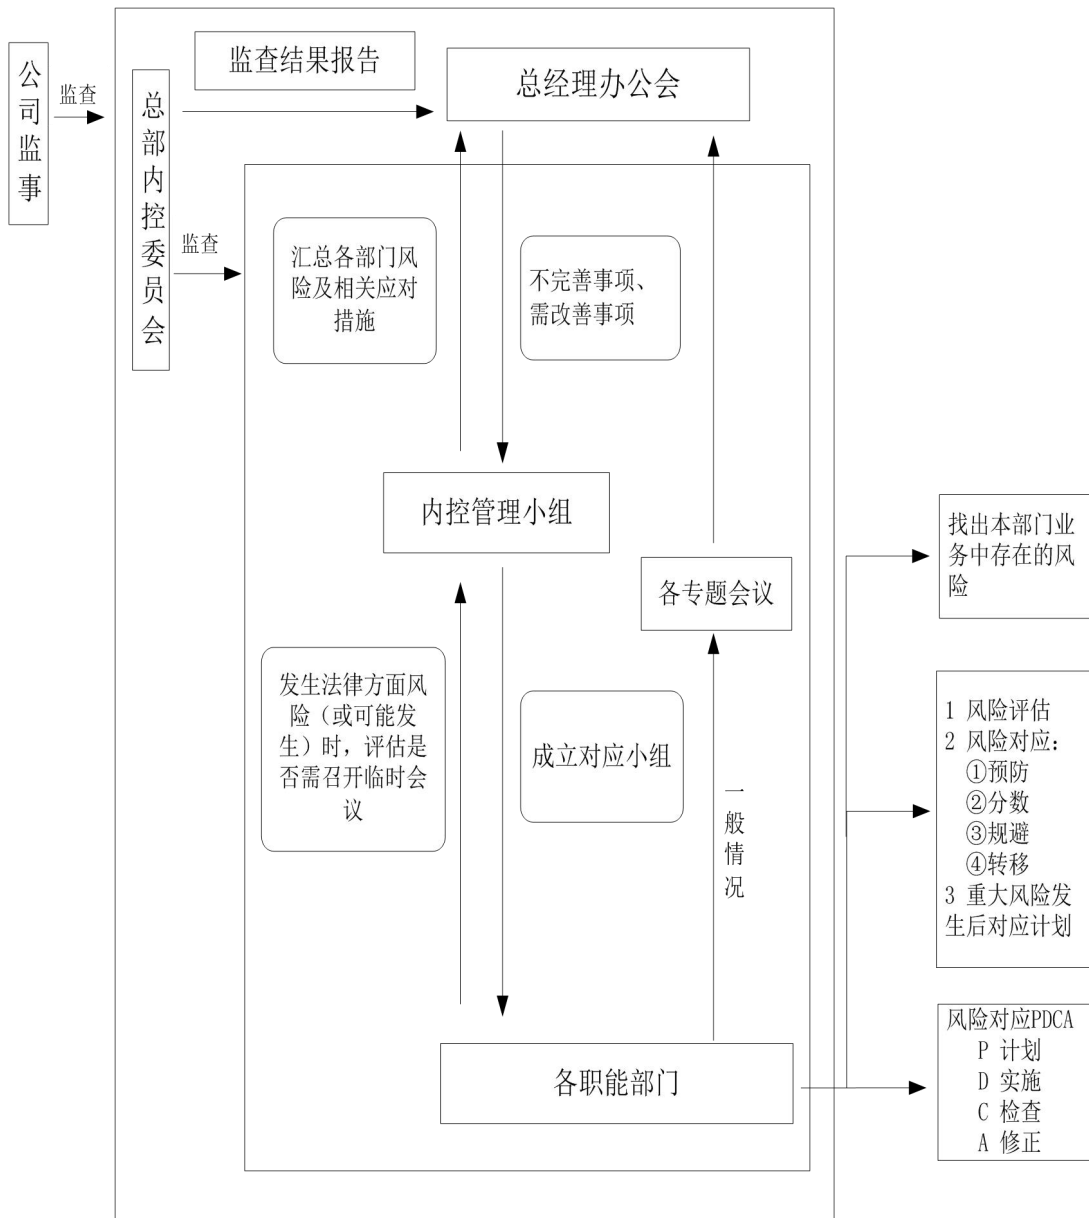 公司监事
监查
总部内控委员会
监查结果报告
总经理办公会
监查
汇总各部门风
险及相关应对
措施
不完善事项、
需改善事项
内控管理小组
各专题会议
发生法律方面风
险（或可能发
生）时，评估是
否需召开临时会
议
成立对应小组
一般情况
各职能部门
找出本部门业
务中存在的风
险
1 风险评估
2 风险对应：
①预防
②分数
③规避
④转移
3 重大风险发
生后对应计划
风险对应PDCA
P 计划
D 实施
C 检查
A 修正